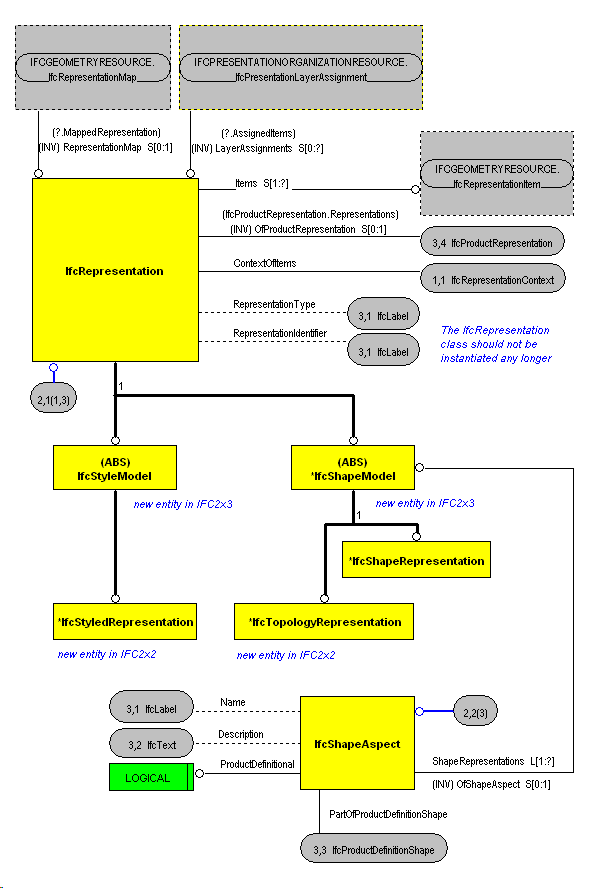 IFCGEOMETRYRESOURCE.
IfcRepresentationMap
IFCPRESENTATIONORGANIZATIONRESOURCE.
IfcPresentationLayerAssignment
(?.MappedRepresentation)
(INV) RepresentationMap S[0:1]
(?.AssignedItems)
(INV) LayerAssignments S[0:?]
IFCGEOMETRYRESOURCE.
IfcRepresentationItem
Items S[1:?]
(IfcProductRepresentation.Representations)
(INV) OfProductRepresentation S[0:1]
3,4 IfcProductRepresentation
IfcRepresentation
ContextOfItems
1,1 IfcRepresentationContext
RepresentationType
3,1 IfcLabel
RepresentationIdentifier
3,1 IfcLabel
The IfcRepresentation
class should not be
instantiated any longer
2,1(1,3)
1
(ABS)
IfcStyleModel
(ABS)
*IfcShapeModel
new entity in IFC2x3
new entity in IFC2x3
1
*IfcShapeRepresentation
*IfcStyledRepresentation
*IfcTopologyRepresentation
new entity in IFC2x2
new entity in IFC2x2
3,1 IfcLabel
Name
2,2(3)
3,2 IfcText
Description
IfcShapeAspect
LOGICAL
ProductDefinitional
ShapeRepresentations L[1:?]
(INV) OfShapeAspect S[0:1]
PartOfProductDefinitionShape
3,3 IfcProductDefinitionShape